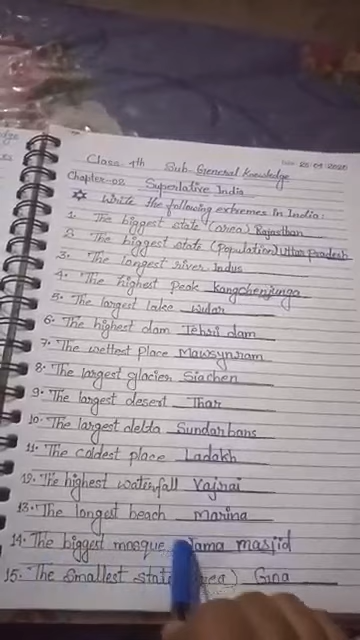 Class-4th Sub-General Knowledge
Chapter-02 Superlative India
Write the following extremes in India:
1. The biggest state (area) Rajasthan
2. The biggest state (Population) Uttar Pradesh
3. The longest river Indus
4. The highest peak Kangchenjunga
5. The largest lake Wular
6. The highest dam Tehri dam
7. The wettest place Mawsynram
8. The largest glacier Siachen
9. The largest desert Thar
10. The largest delta Sundarbans
11. The coldest place Ladakh
12. The highest waterfall Vajrai
13. The longest beach Marina
14. The biggest mosque Jama masjid
15. The smallest state Goa